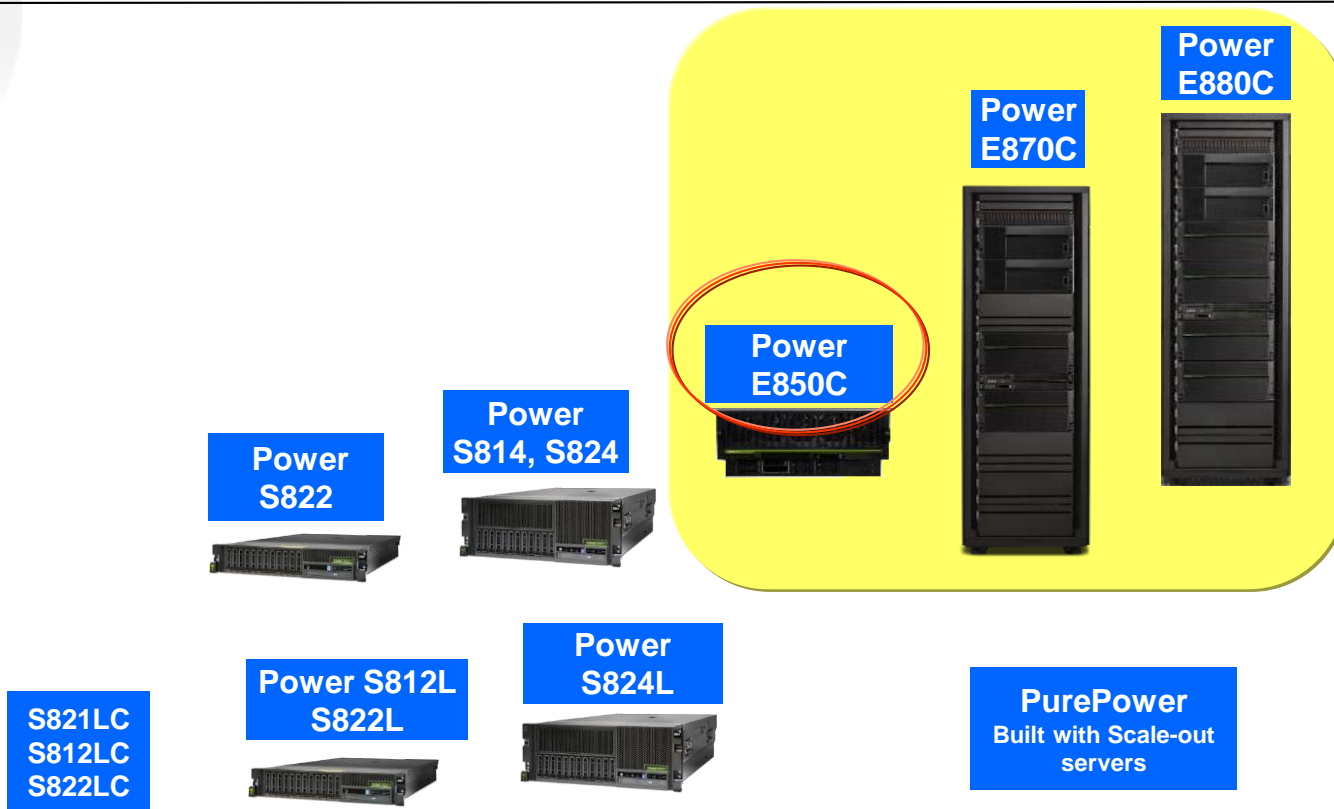 Power
E880C
Power
E870C
Power
E850C
Power
S814, S824
Power
S822
Power
S824L
Power S812L
S822L
PurePower
Built with Scale-out
servers
S821LC
S812LC
S822LC